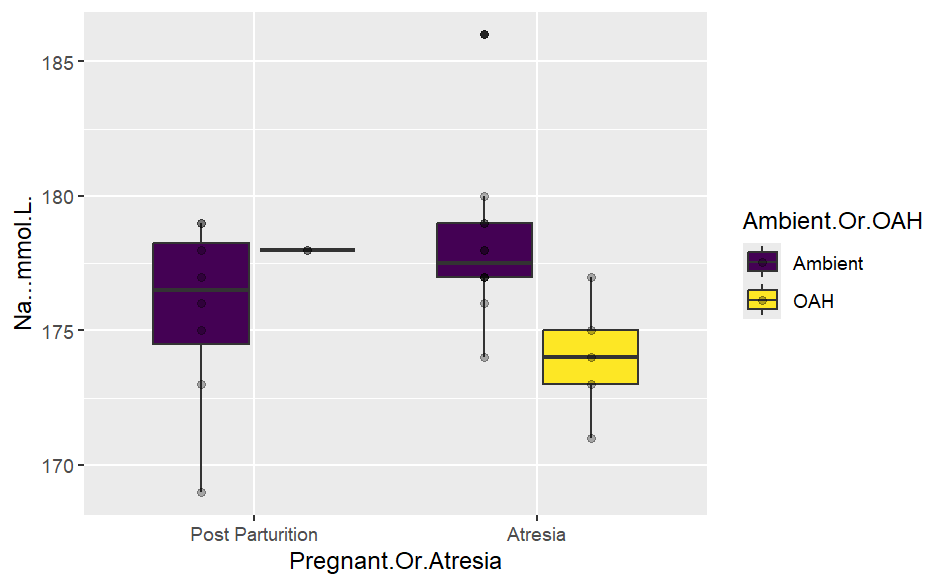 Na...mmol.L.
185
180
175
170
Post Parturition
Atresia
Pregnant.Or.Atresia
Ambient.Or.OAH
Ambient
OAH